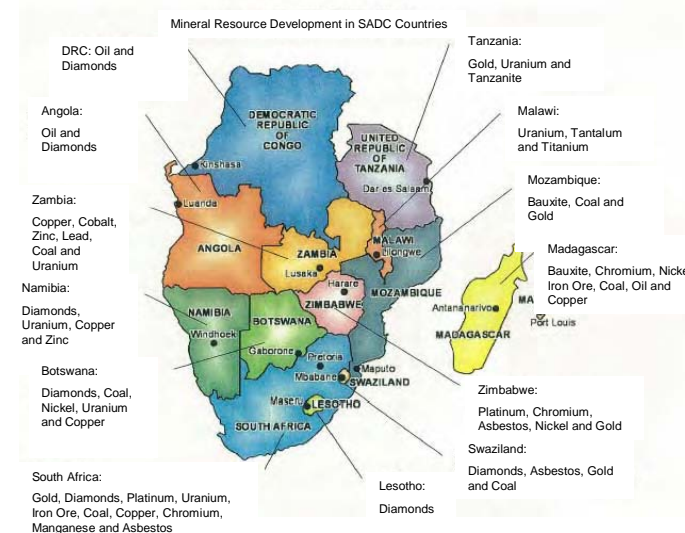 Mineral Resource Development in SADC Countries
DRC: Oil and
Diamonds
Tanzania:
Gold, Uranium and
Tanzanite
Angola:
Oil and
Diamonds
Malawi:
Uranium, Tantalum
and Titanium
Zambia:
Copper, Cobalt,
Zinc, Lead,
Coal and
Uranium
Mozambique:
Bauxite, Coal and
Gold
Madagascar:
Bauxite, Chromium, Nicke
Iron Ore, Coal, Oil and
Copper
Namibia:
Diamonds,
Uranium, Copper
and Zinc
Botswana:
Diamonds, Coal,
Nickel, Uranium
and Copper
Zimbabwe:
Platinum, Chromium,
Asbestos, Nickel and Gold
Swaziland:
Diamonds, Asbestos, Gold
and Coal
South Africa:
Gold, Diamonds, Platinum, Uranium,
Iron Ore, Coal, Copper, Chromium,
Manganese and Asbestos
Lesotho:
Diamonds
DEMOCRATIC
REPUBLIC
OF
CONGO
Kinshasa
UNITED
REPUBLIC
OF
TANZANIA
Dar es Salaam
Luanda
ANGOLA
ZAMBIA
Lusaka
MALAWI
Lilongwe
Harare
ZIMBABWE
MOZAMBIQUE
NAMIBIA
Windhoek
BOTSWANA
Gaborone
Pretoria
Mbabane
Maputo
SWAZILAND
Maseru
LESOTHO
SOUTH AFRICA
Antananarivo
MADAGASCAR
MA
Port Louis